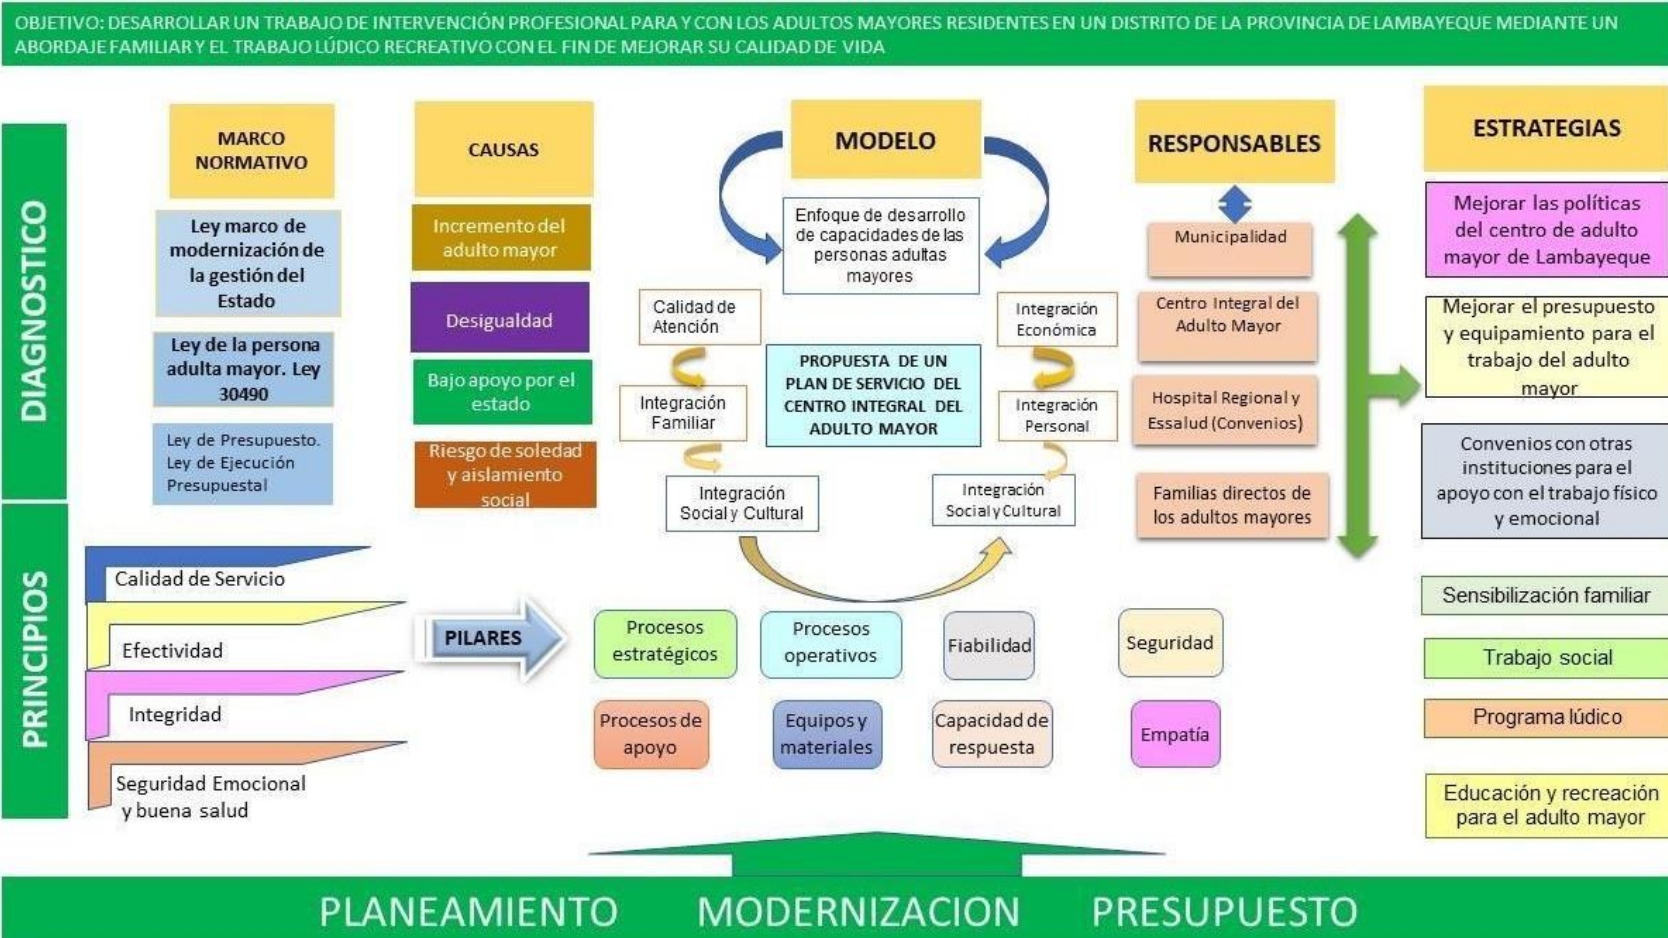 OBJETIVO: DESARROLLAR UN TRABAJO DE INTERVENCIÓN PROFESIONAL PARA Y CON LOS ADULTOS MAYORES RESIDENTES EN UN DISTRITO DE LA PROVINCIA DE LAMBAYEQUE MEDIANTE UN
ABORDAJE FAMILIAR Y EL TRABAJO LÚDICO RECREATIVO CON EL FIN DE MEJORAR SU CALIDAD DE VIDA
DIAGNOSTICO
MARCO
NORMATIVO
Ley marco de
modernización de
la gestión del
Estado
Ley de la persona
adulta mayor. Ley
30490
Ley de Presupuesto.
Ley de Ejecución
Presupuestal
CAUSAS
Incremento del
adulto mayor
Desigualdad
Bajo apoyo por el
estado
Riesgo de soledad
y aislamiento
social
MODELO
Enfoque de desarrollo
de capacidades de las
personas adultas
mayores
Calidad de
Atención
Integración
Familiar
Integración
Social y Cultural
PROPUESTA DE UN
PLAN DE SERVICIO DEL
CENTRO INTEGRAL DEL
ADULTO MAYOR
Integración
Económica
Integración
Personal
Integración
Social y Cultural
RESPONSABLES
Municipalidad
Centro Integral del
Adulto Mayor
Hospital Regional y
Essalud (Convenios)
Familias directos de
los adultos mayores
ESTRATEGIAS
Mejorar las políticas
del centro de adulto
mayor de Lambayeque
Mejorar el presupuesto
y equipamiento para el
trabajo del adulto
mayor
Convenios con otras
instituciones para el
apoyo con el trabajo físico
y emocional
Sensibilización familiar
Trabajo social
Programa lúdico
Educación y recreación
para el adulto mayor
PRINCIPIOS
Calidad de Servicio
Efectividad
Integridad
Seguridad Emocional
y buena salud
PILARES
Procesos
estratégicos
Procesos
operativos
Fiabilidad
Seguridad
Procesos de
apoyo
Equipos y
materiales
Capacidad de
respuesta
Empatía
PLANEAMIENTO MODERNIZACION PRESUPUESTO